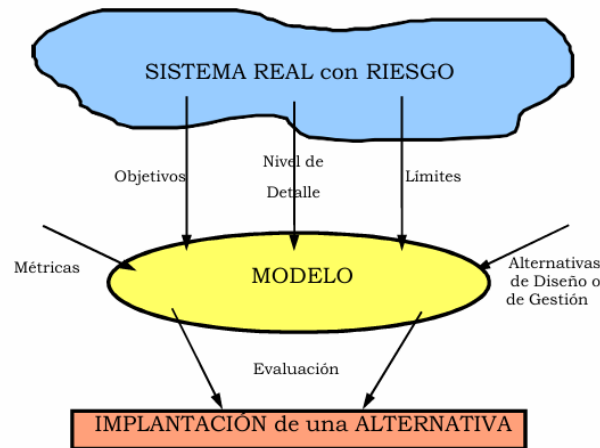 SISTEMA REAL con RIESGO
Objetivos
Nivel de
Detalle
Límites
Métricas
MODELO
Alternativas
de Diseño o
de Gestión
Evaluación
IMPLANTACIÓN de una ALTERNATIVA